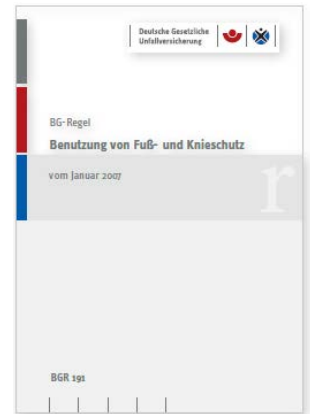 Deutsche Gesetzliche
Unfallversicherung
BG-Regel
Benutzung von Fuß- und Knieschutz
vom Januar 2007
r
BGR 191